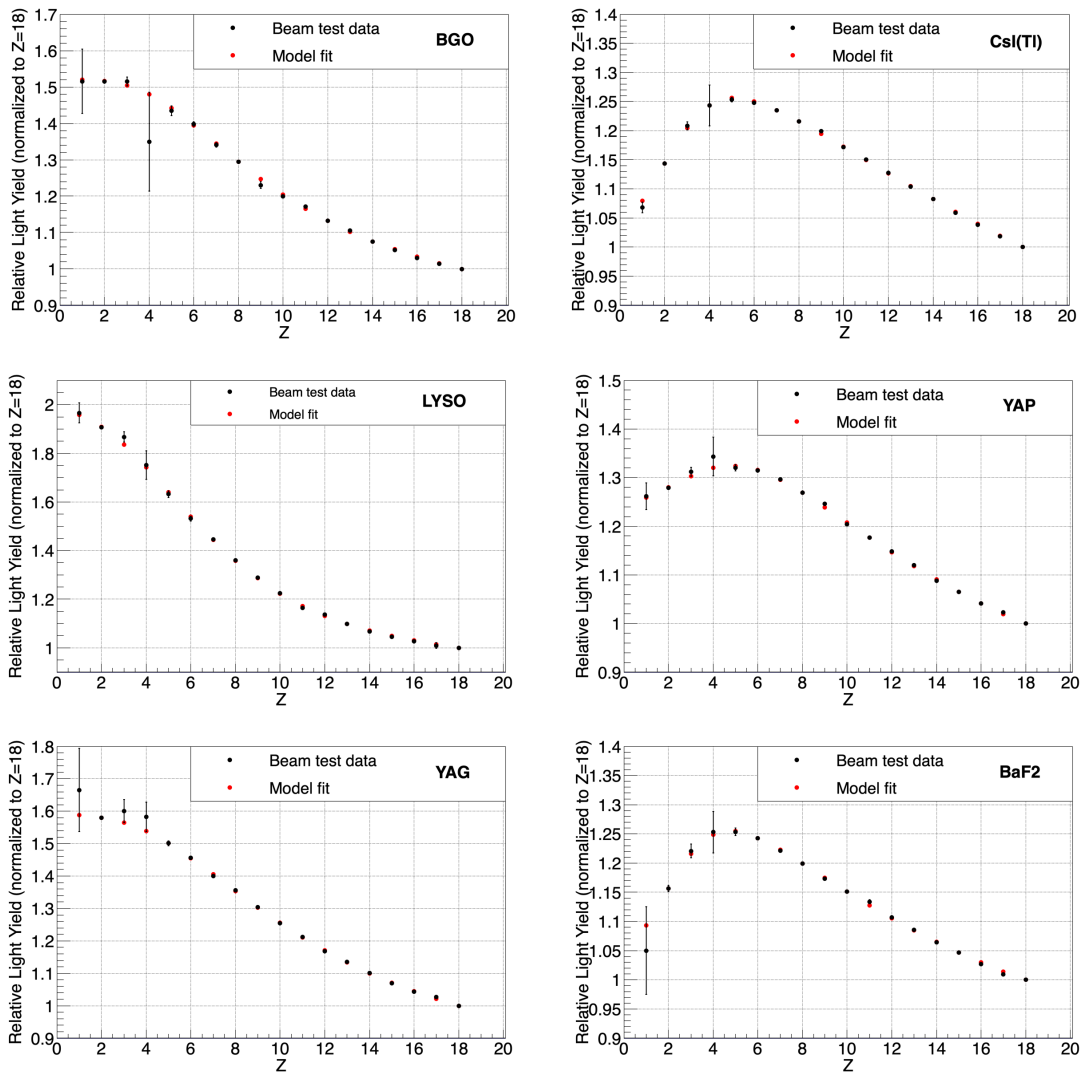 Relative Light Yield (normalized to Z=18)
1.7
1.6
1.5
1.4
1.3
1.2
1.1
1
0.9
Beam test data
Model fit
BGO
0 2 4 6 8 10 12 14 16 18 20
Z
Relative Light Yield (normalized to Z=18)
1.4
1.35
1.3
1.25
1.2
1.15
1.1
1.05
1
0.95
0.9
Beam test data
Model fit
CsI(Tl)
0 2 4 6 8 10 12 14 16 18 20
Z
Relative Light Yield (normalized to Z=18)
2
1.8
1.6
1.4
1.2
1
Beam test data
Model fit
LYSO
0 2 4 6 8 10 12 14 16 18 20
Z
Relative Light Yield (normalized to Z=18)
1.5
1.4
1.3
1.2
1.1
1
0.9
Beam test data
Model fit
YAP
0 2 4 6 8 10 12 14 16 18 20
Z
Relative Light Yield (normalized to Z=18)
1.8
1.7
1.6
1.5
1.4
1.3
1.2
1.1
1
0.9
Beam test data
Model fit
YAG
0 2 4 6 8 10 12 14 16 18 20
Z
Relative Light Yield (normalized to Z=18)
1.4
1.35
1.3
1.25
1.2
1.15
1.1
1.05
1
0.95
0.9
Beam test data
Model fit
BaF2
0 2 4 6 8 10 12 14 16 18 20
Z